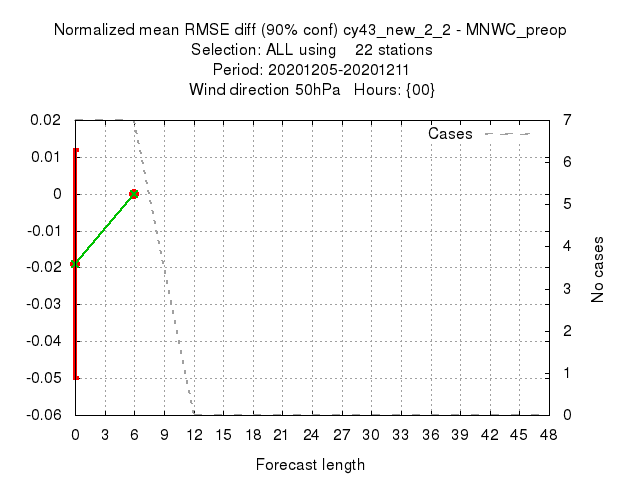 Normalized mean RMSE diff (90% conf) cy43_new_2_2 - MNWC_preop
Selection: ALL using 22 stations
Period: 20201205-20201211
Wind direction 50hPa Hours: {00}
Cases
0.02
0.01
0
-0.01
-0.02
-0.03
-0.04
-0.05
-0.06
7
6
5
4
3
2
1
0
No cases
0 3 6 9 12 15 18 21 24 27 30 33 36 39 42 45 48
Forecast length